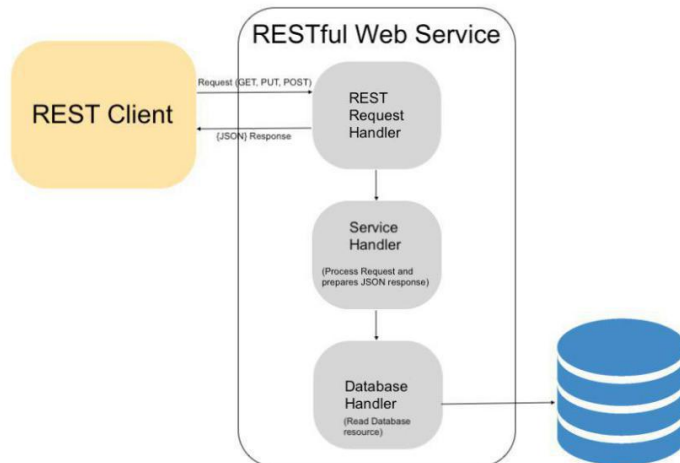 RESTful Web Service
REST Client
Request (GET, PUT, POST)
{JSON} Response
REST
Request
Handler
Service
Handler
(Process Request and
prepares JSON response)
Database
Handler
(Read Database
resource)